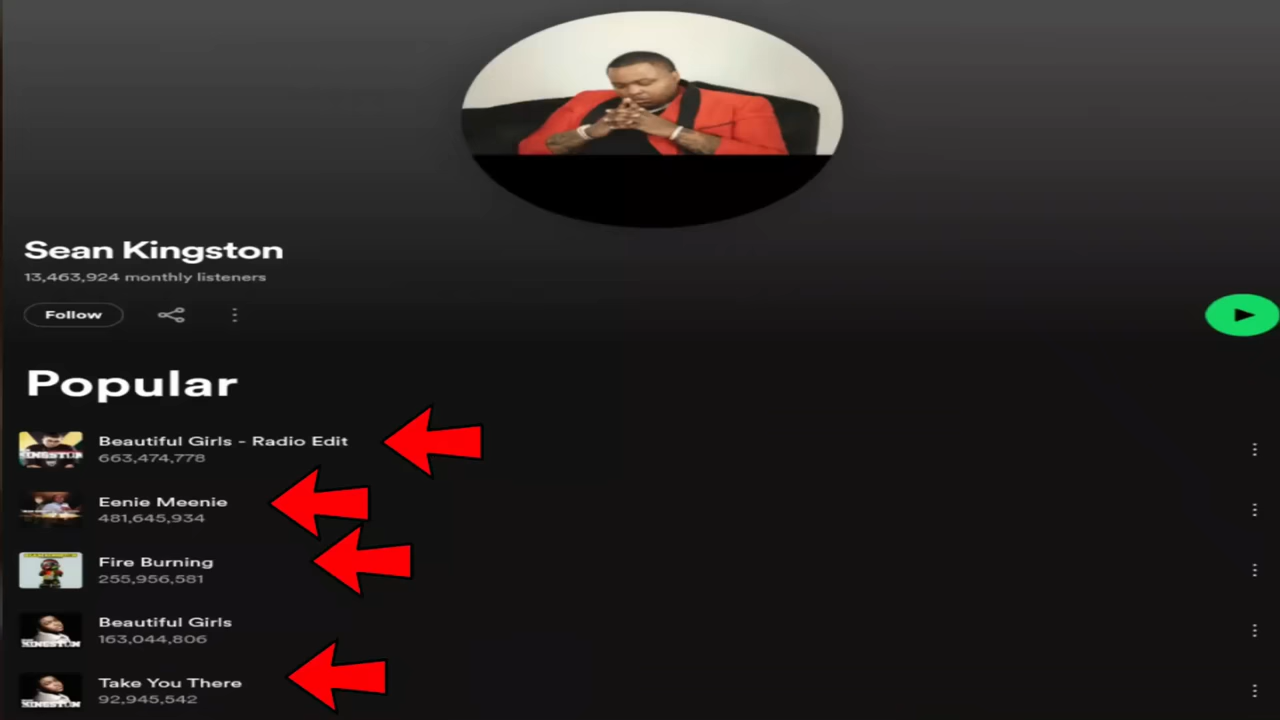 Sean Kingston
13,463,924 monthly listeners
Follow
Popular
Beautiful Girls - Radio Edit
663,474,778
Eenie Meenie
481,645,934
Fire Burning
255,956,581
Beautiful Girls
163,044,806
Take You There
92,945,542